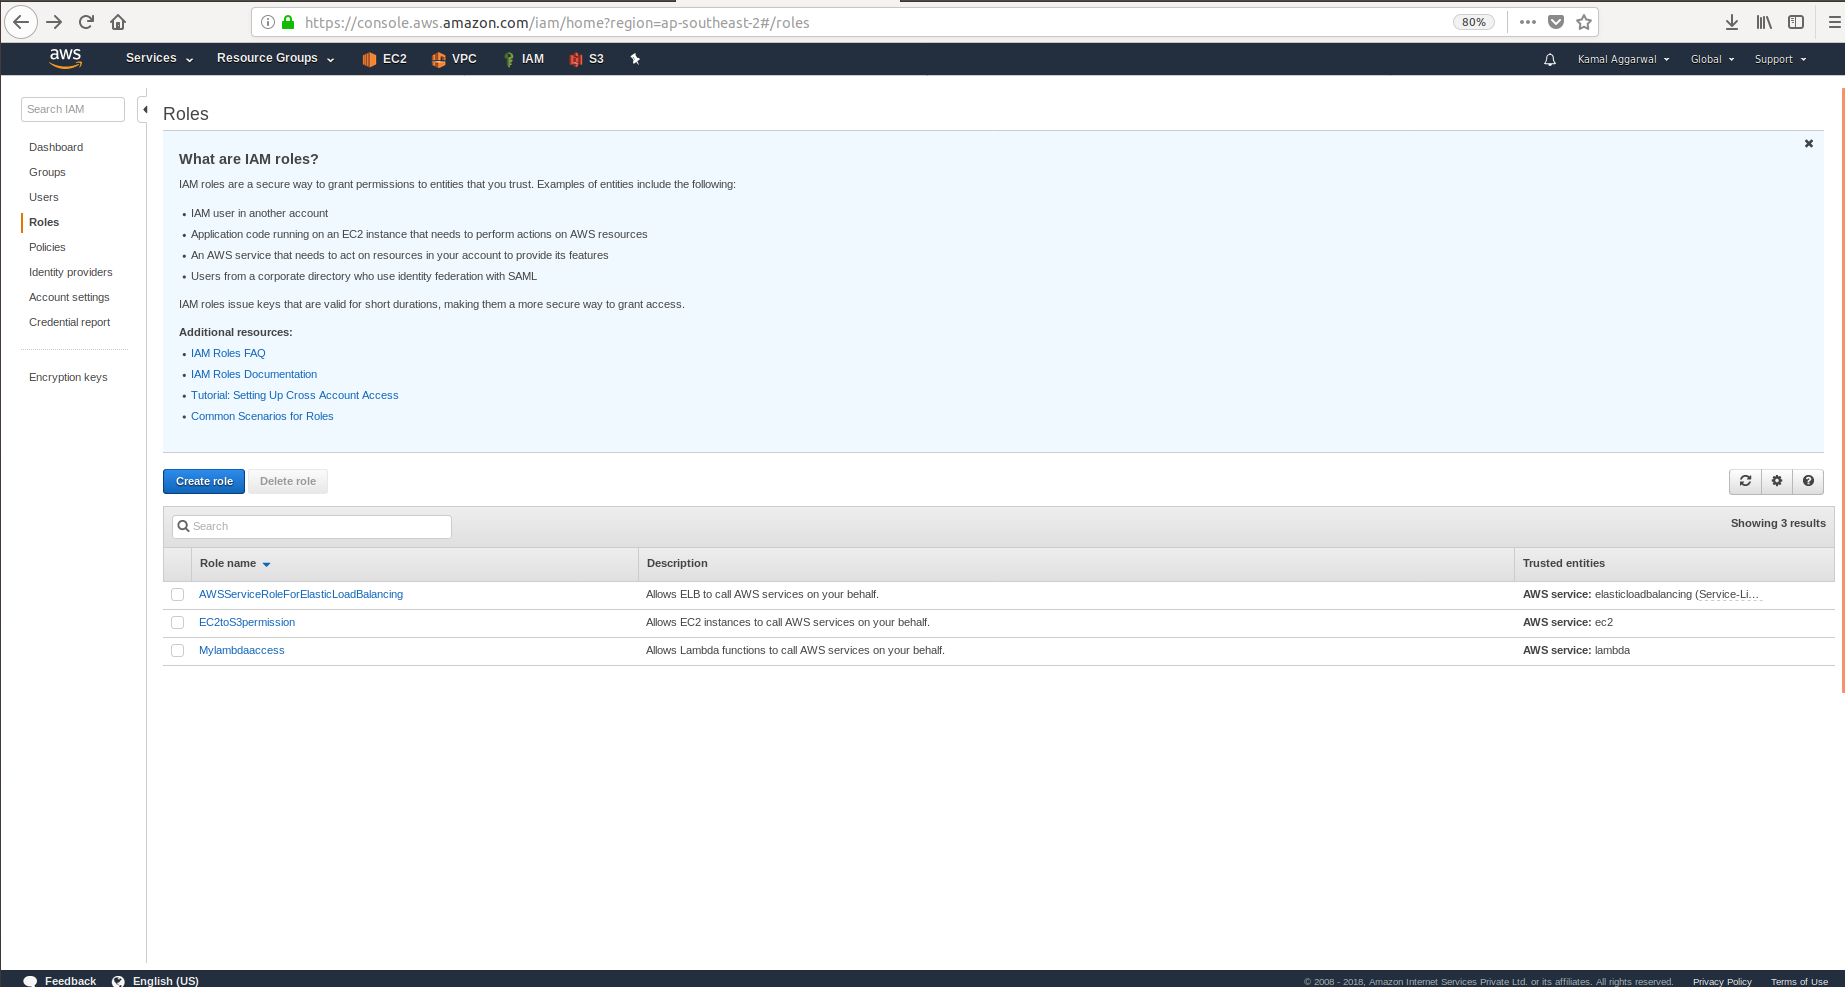 https://console.aws.amazon.com/iam/home?region=ap-southeast-2#/roles 80%
aws Services Resource Groups EC2 VPC IAM S3 Kamal Aggarwal Global Support
Search IAM
Dashboard
Groups
Users
Roles
Policies
Identity providers
Account settings
Credential report
Encryption keys
Roles
What are IAM roles?
IAM roles are a secure way to grant permissions to entities that you trust. Examples of entities include the following:
• IAM user in another account
• Application code running on an EC2 instance that needs to perform actions on AWS resources
• An AWS service that needs to act on resources in your account to provide its features
• Users from a corporate directory who use identity federation with SAML
IAM roles issue keys that are valid for short durations, making them a more secure way to grant access.
Additional resources:
• IAM Roles FAQ
• IAM Roles Documentation
• Tutorial: Setting Up Cross Account Access
• Common Scenarios for Roles
Create role Delete role
Search Showing 3 results
Role name Description Trusted entities
AWSServiceRoleForElasticLoadBalancing Allows ELB to call AWS services on your behalf. AWS service: elasticloadbalancing (Service-Li...
EC2toS3permission Allows EC2 instances to call AWS services on your behalf. AWS service: ec2
Mylambdaaccess Allows Lambda functions to call AWS services on your behalf. AWS service: lambda
Feedback English (US) © 2008 - 2018, Amazon Internet Services Private Ltd. or its affiliates. All rights reserved. Privacy Policy Terms of Use